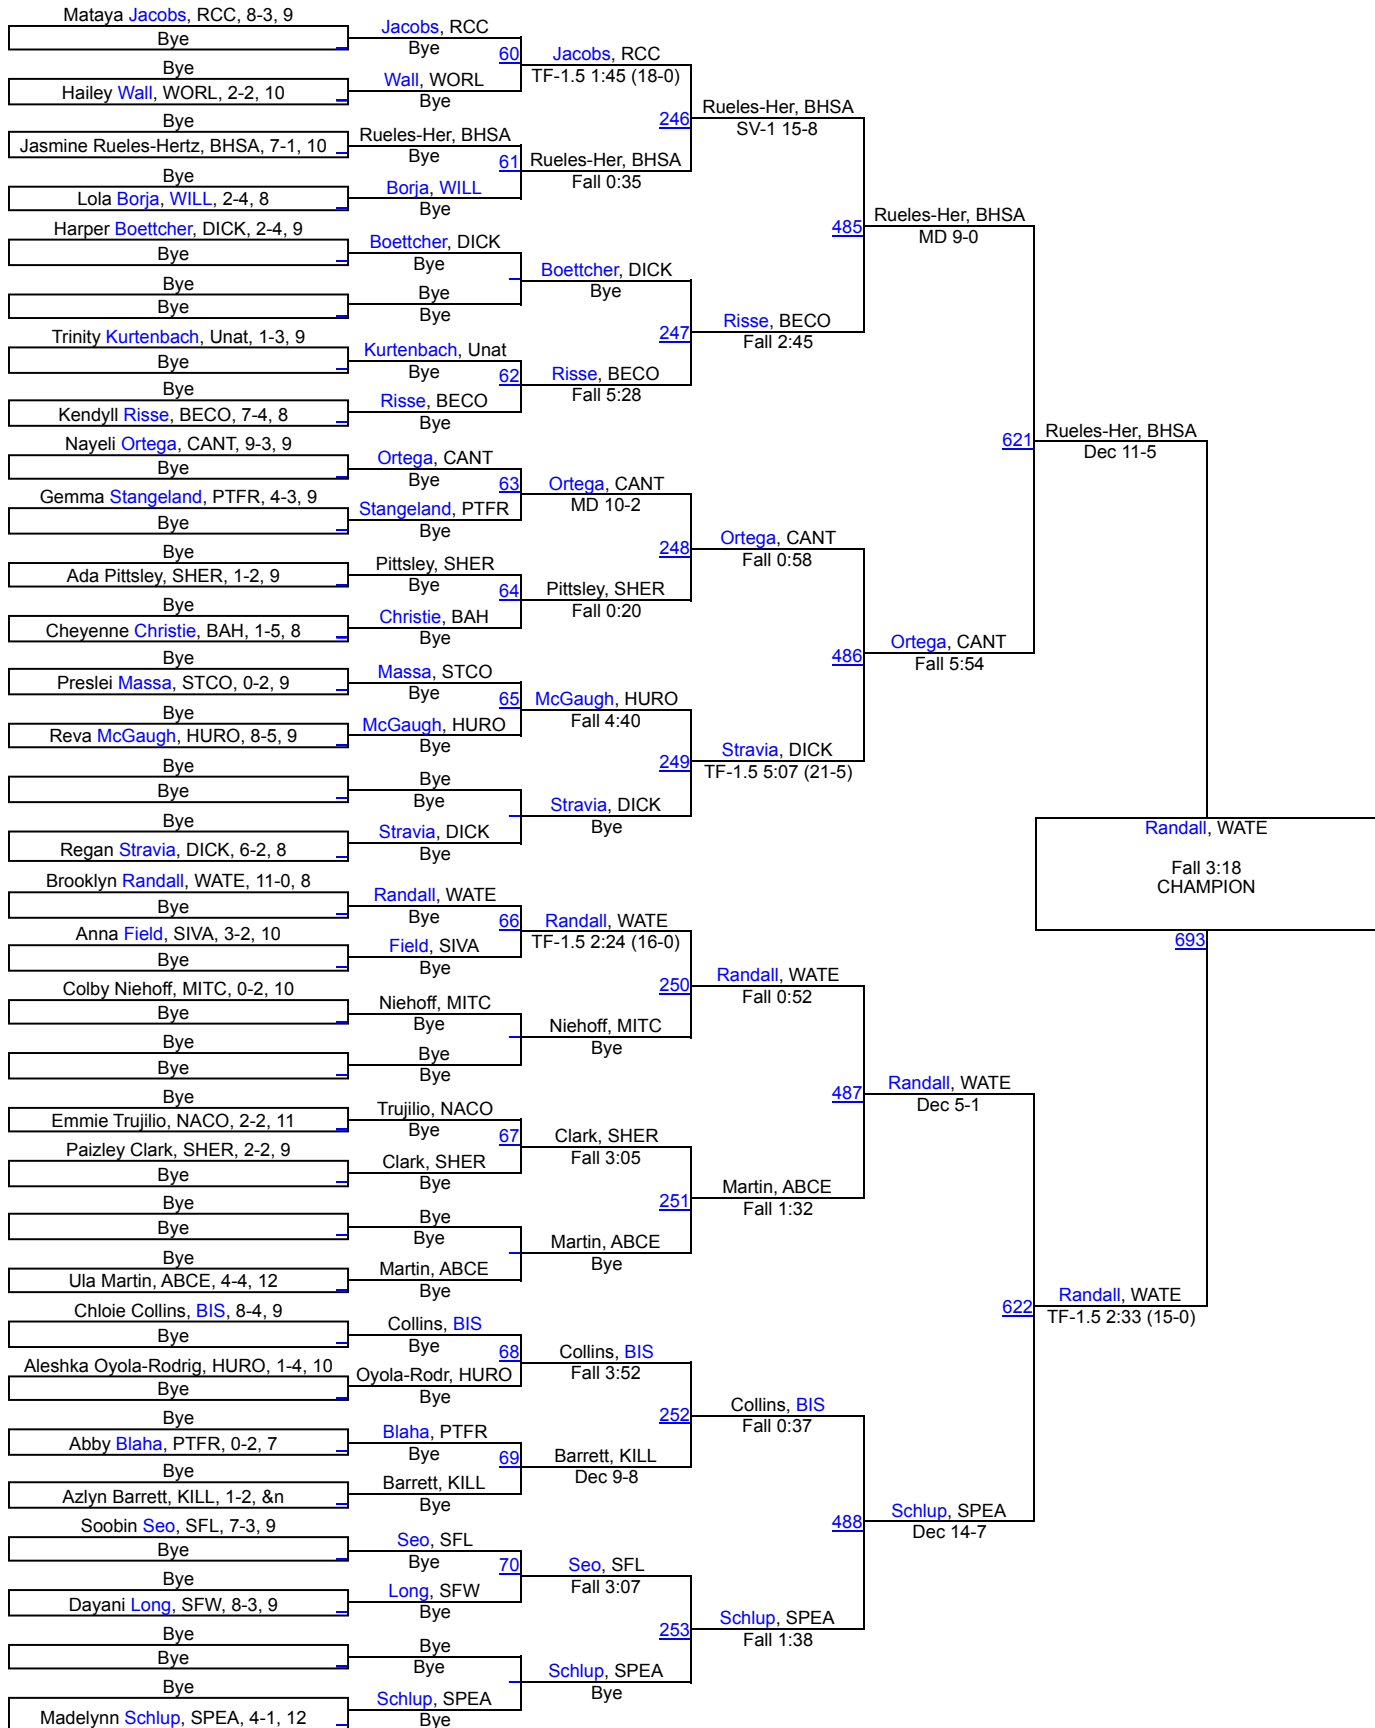 Mataya Jacobs, RCC, 8-3, 9
Bye
Bye
Hailey Wall, WORL, 2-2, 10
Bye
Jasmine Rueles-Hertz, BHSA, 7-1, 10
Bye
Lola Borja, WILL, 2-4, 8
Harper Boettcher, DICK, 2-4, 9
Bye
Bye
Bye
Trinity Kurtenbach, Unat, 1-3, 9
Bye
Bye
Kendyll Risse, BECO, 7-4, 8
Nayeli Ortega, CANT, 9-3, 9
Bye
Gemma Stangeland, PTFR, 4-3, 9
Bye
Bye
Ada Pittsley, SHER, 1-2, 9
Bye
Cheyenne Christie, BAH, 1-5, 8
Bye
Preslei Massa, STCO, 0-2, 9
Bye
Reva McGaugh, HURO, 8-5, 9
Bye
Bye
Bye
Regan Stravia, DICK, 6-2, 8
Brooklyn Randall, WATE, 11-0, 8
Bye
Anna Field, SIVA, 3-2, 10
Bye
Colby Niehoff, MITC, 0-2, 10
Bye
Bye
Bye
Bye
Emmie Trujilio, NACO, 2-2, 11
Paizley Clark, SHER, 2-2, 9
Bye
Bye
Bye
Bye
Ula Martin, ABCE, 4-4, 12
Chloie Collins, BIS, 8-4, 9
Bye
Aleshka Oyola-Rodrig, HURO, 1-4, 10
Bye
Bye
Abby Blaha, PTFR, 0-2, 7
Bye
Azlyn Barrett, KILL, 1-2, &n
Soobin Seo, SFL, 7-3, 9
Bye
Bye
Dayani Long, SFW, 8-3, 9
Bye
Bye
Bye
Madelynn Schlup, SPEA, 4-1, 12
Jacobs, RCC
Bye
60
Wall, WORL
Bye
Rueles-Her, BHSA
Bye
61
Borja, WILL
Bye
Boettcher, DICK
Bye
Bye
Bye
Kurtenbach, Unat
Bye
62
Risse, BECO
Bye
Ortega, CANT
Bye
63
Stangeland, PTFR
Bye
Pittsley, SHER
Bye
64
Christie, BAH
Bye
Massa, STCO
Bye
65
McGaugh, HURO
Bye
Bye
Bye
Stravia, DICK
Bye
Randall, WATE
Bye
66
Field, SIVA
Bye
Niehoff, MITC
Bye
Bye
Bye
Trujilio, NACO
Bye
67
Clark, SHER
Bye
Bye
Bye
Martin, ABCE
Bye
Collins, BIS
Bye
68
Oyola-Rodr, HURO
Bye
Blaha, PTFR
Bye
69
Barrett, KILL
Bye
Seo, SFL
Bye
70
Long, SFW
Bye
Bye
Bye
Schlup, SPEA
Bye
Jacobs, RCC
TF-1.5 1:45 (18-0)
246
Rueles-Her, BHSA
Fall 0:35
Boettcher, DICK
Bye
247
Risse, BECO
Fall 5:28
Ortega, CANT
MD 10-2
248
Pittsley, SHER
Fall 0:20
McGaugh, HURO
Fall 4:40
249
Stravia, DICK
Bye
Randall, WATE
TF-1.5 2:24 (16-0)
250
Niehoff, MITC
Bye
Clark, SHER
Fall 3:05
251
Martin, ABCE
Bye
Collins, BIS
Fall 3:52
252
Barrett, KILL
Dec 9-8
Seo, SFL
Fall 3:07
253
Schlup, SPEA
Bye
Rueles-Her, BHSA
SV-1 15-8
485
Risse, BECO
Fall 2:45
Ortega, CANT
Fall 0:58
486
Stravia, DICK
TF-1.5 5:07 (21-5)
Randall, WATE
Fall 0:52
487
Martin, ABCE
Fall 1:32
Collins, BIS
Fall 0:37
488
Schlup, SPEA
Fall 1:38
Rueles-Her, BHSA
MD 9-0
621
Ortega, CANT
Fall 5:54
Randall, WATE
Dec 5-1
622
Schlup, SPEA
Dec 14-7
Rueles-Her, BHSA
Dec 11-5
Randall, WATE
TF-1.5 2:33 (15-0)
Randall, WATE
Fall 3:18
CHAMPION
693